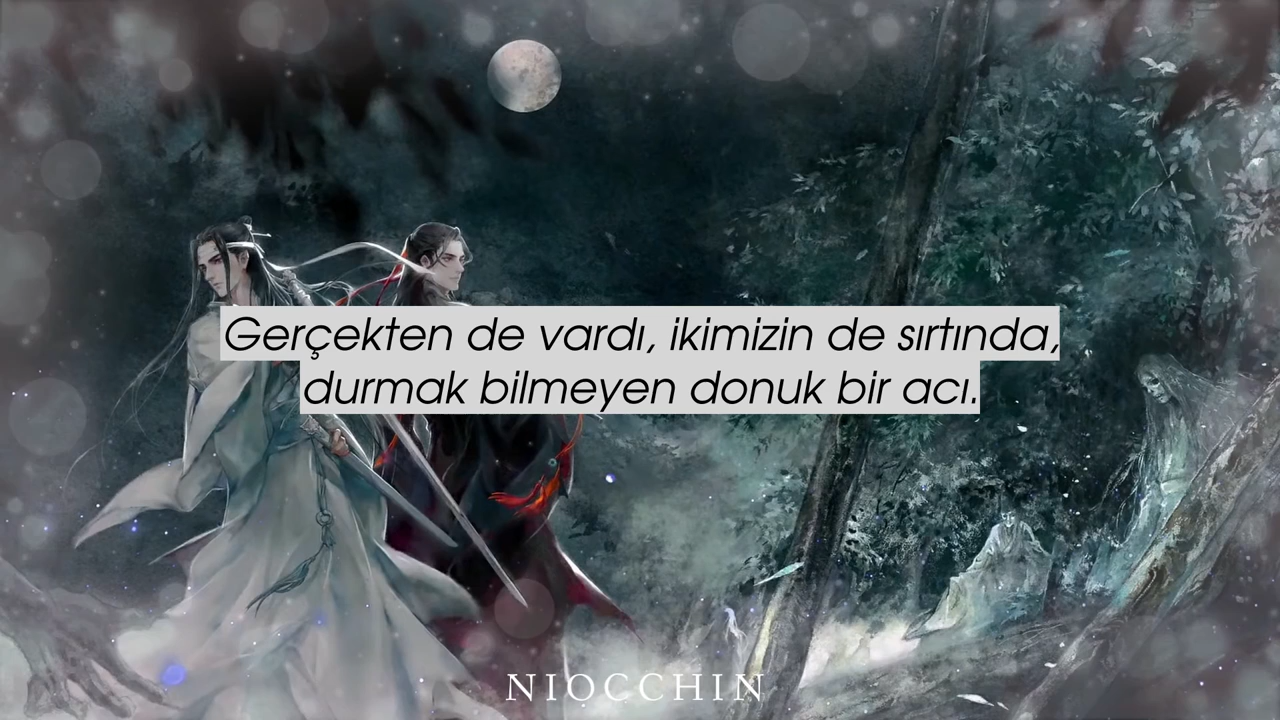 Gerçekten de vardı, ikimizin de sırtında,
durmak bilmeyen donuk bir acı.
NIOCCHIN